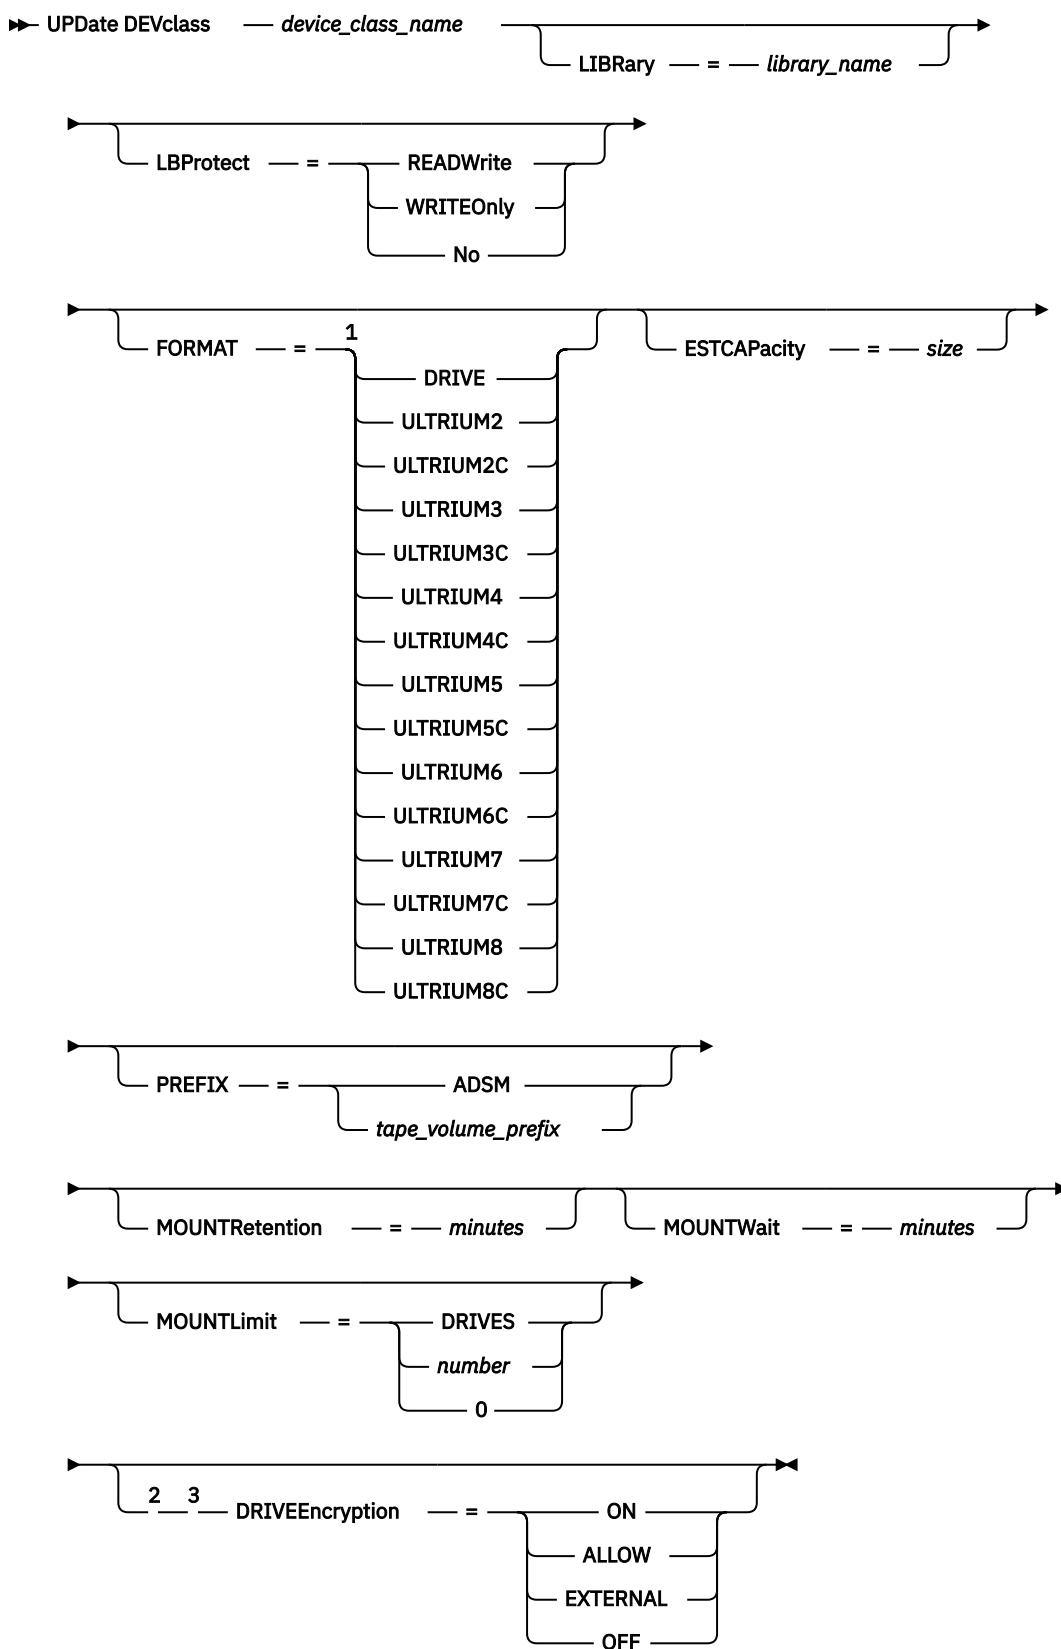 UPDate DEVclass device_class_name
LIBRary = library_name
LBProtect = READWrite
WRITEOnly
No
1
FORMAT =
ESTCAPacity = size
DRIVE
ULTRIUM2
ULTRIUM2C
ULTRIUM3
ULTRIUM3C
ULTRIUM4
ULTRIUM4C
ULTRIUM5
ULTRIUM5C
ULTRIUM6
ULTRIUM6C
ULTRIUM7
ULTRIUM7C
ULTRIUM8
ULTRIUM8C
PREFIX = ADSM
tape_volume_prefix
MOUNTRetention = minutes MOUNTWait = minutes
MOUNTLimit = DRIVES
number
0
2 3
DRIVEEncryption = ON
ALLOW
EXTERNAL
OFF